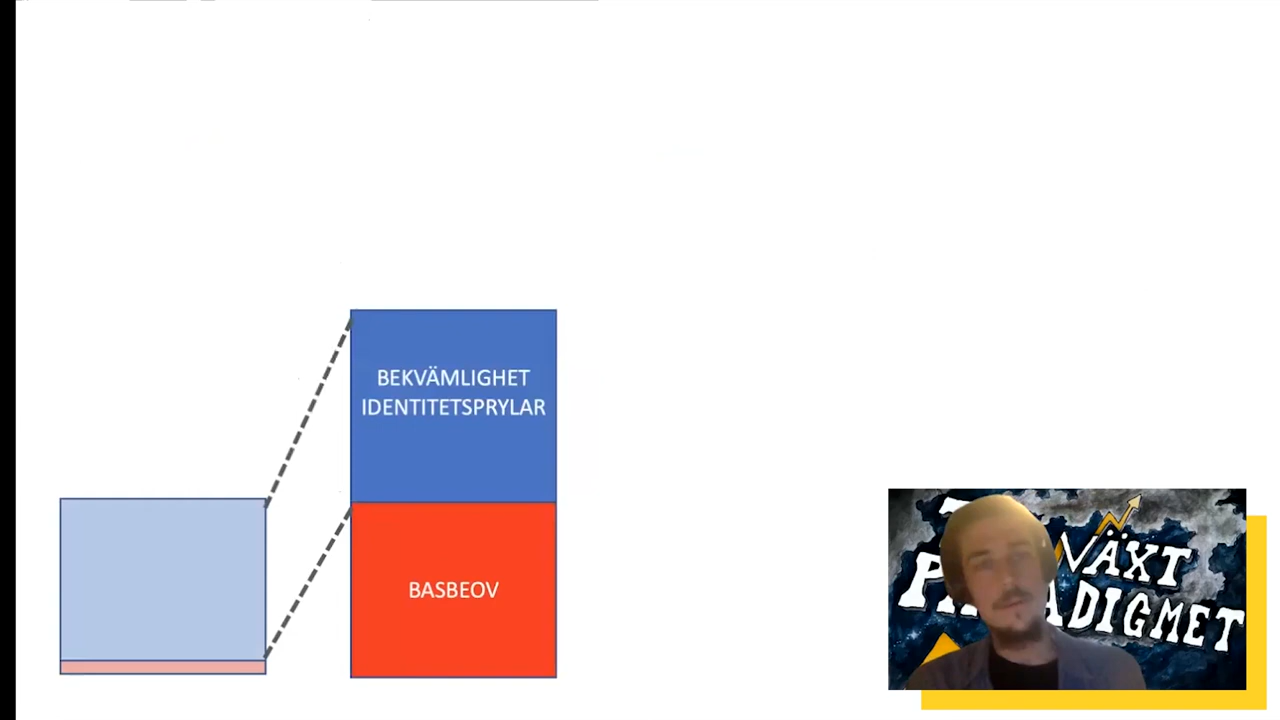 BEKVÄMLIGHET
IDENTITETSPRYLAR
BASBEOV
VÄXT
DIGMET